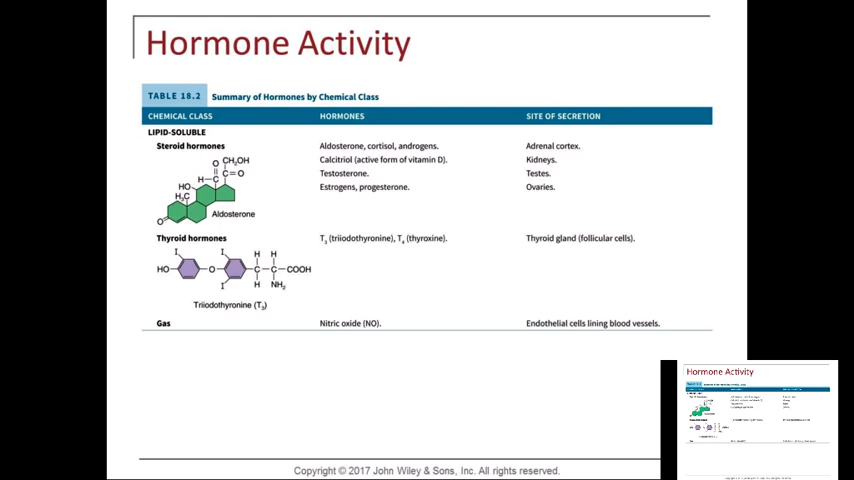 Hormone Activity
TABLE 18.2 Summary of Hormones by Chemical Class
CHEMICAL CLASS HORMONES SITE OF SECRETION
LIPID-SOLUBLE
Steroid hormones Aldosterone, cortisol, androgens. Adrenal cortex.
Calcitriol (active form of vitamin D). Kidneys.
Testosterone. Testes.
Estrogens, progesterone. Ovaries.
O CH₂OH
H—C C=O
HO
H₃C
O
Aldosterone
Thyroid hormones T₃ (triiodothyronine), T₄ (thyroxine). Thyroid gland (follicular cells).
I I H H
HO O C—C—COOH
I H NH₂
Triiodothyronine (T₃)
Gas Nitric oxide (NO). Endothelial cells lining blood vessels.
Copyright © 2017 John Wiley & Sons, Inc. All rights reserved.
Hormone Activity